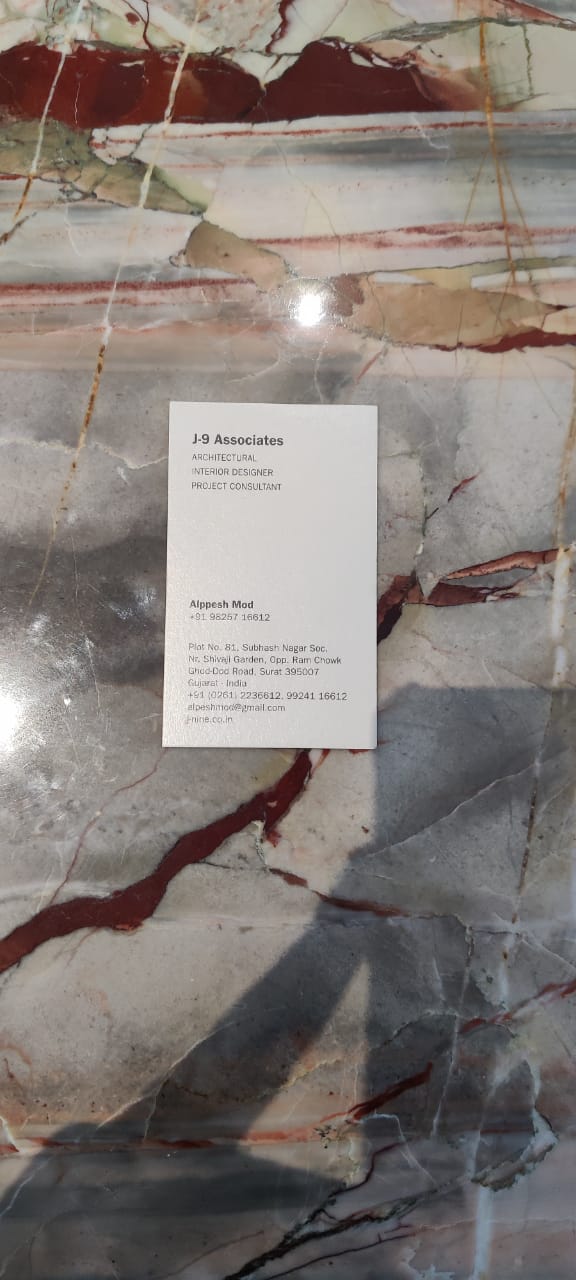 J-9 Associates
ARCHITECTURAL
INTERIOR DESIGNER
PROJECT CONSULTANT
Alppesh Mod
+91 98257 16612
Plot No. 81, Subhash Nagar Soc.
Nr. Shivaji Garden, Opp. Ram Chowk
Ghod-Dod Road, Surat 395007
Gujarat - India
+91 (0261) 2236612, 99241 16612
alpeshmod@gmail.com
j-nine.co.in